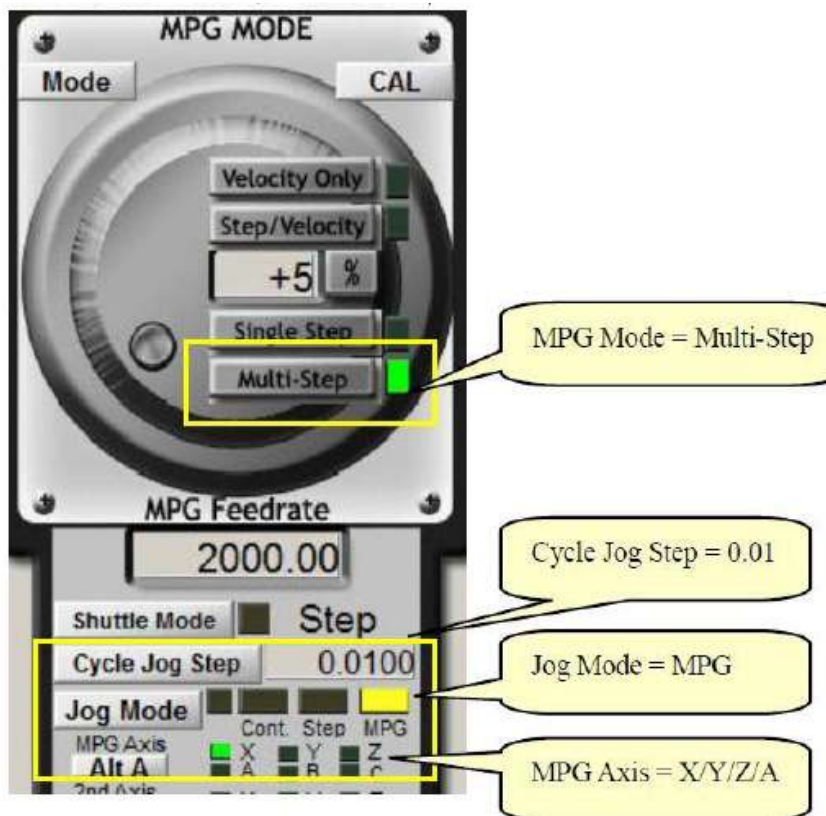 MPG MODE
Mode
CAL
Velocity Only
Step/Velocity
+5 %
Single Step
Multi-Step
MPG Mode = Multi-Step
MPG Feedrate
2000.00
Cycle Jog Step = 0.01
Shuttle Mode Step
Cycle Jog Step 0.0100
Jog Mode = MPG
Jog Mode
Cont. Step MPG
MPG Axis
X Y Z
Alt A
A B C
MPG Axis = X/Y/Z/A
2nd Axis